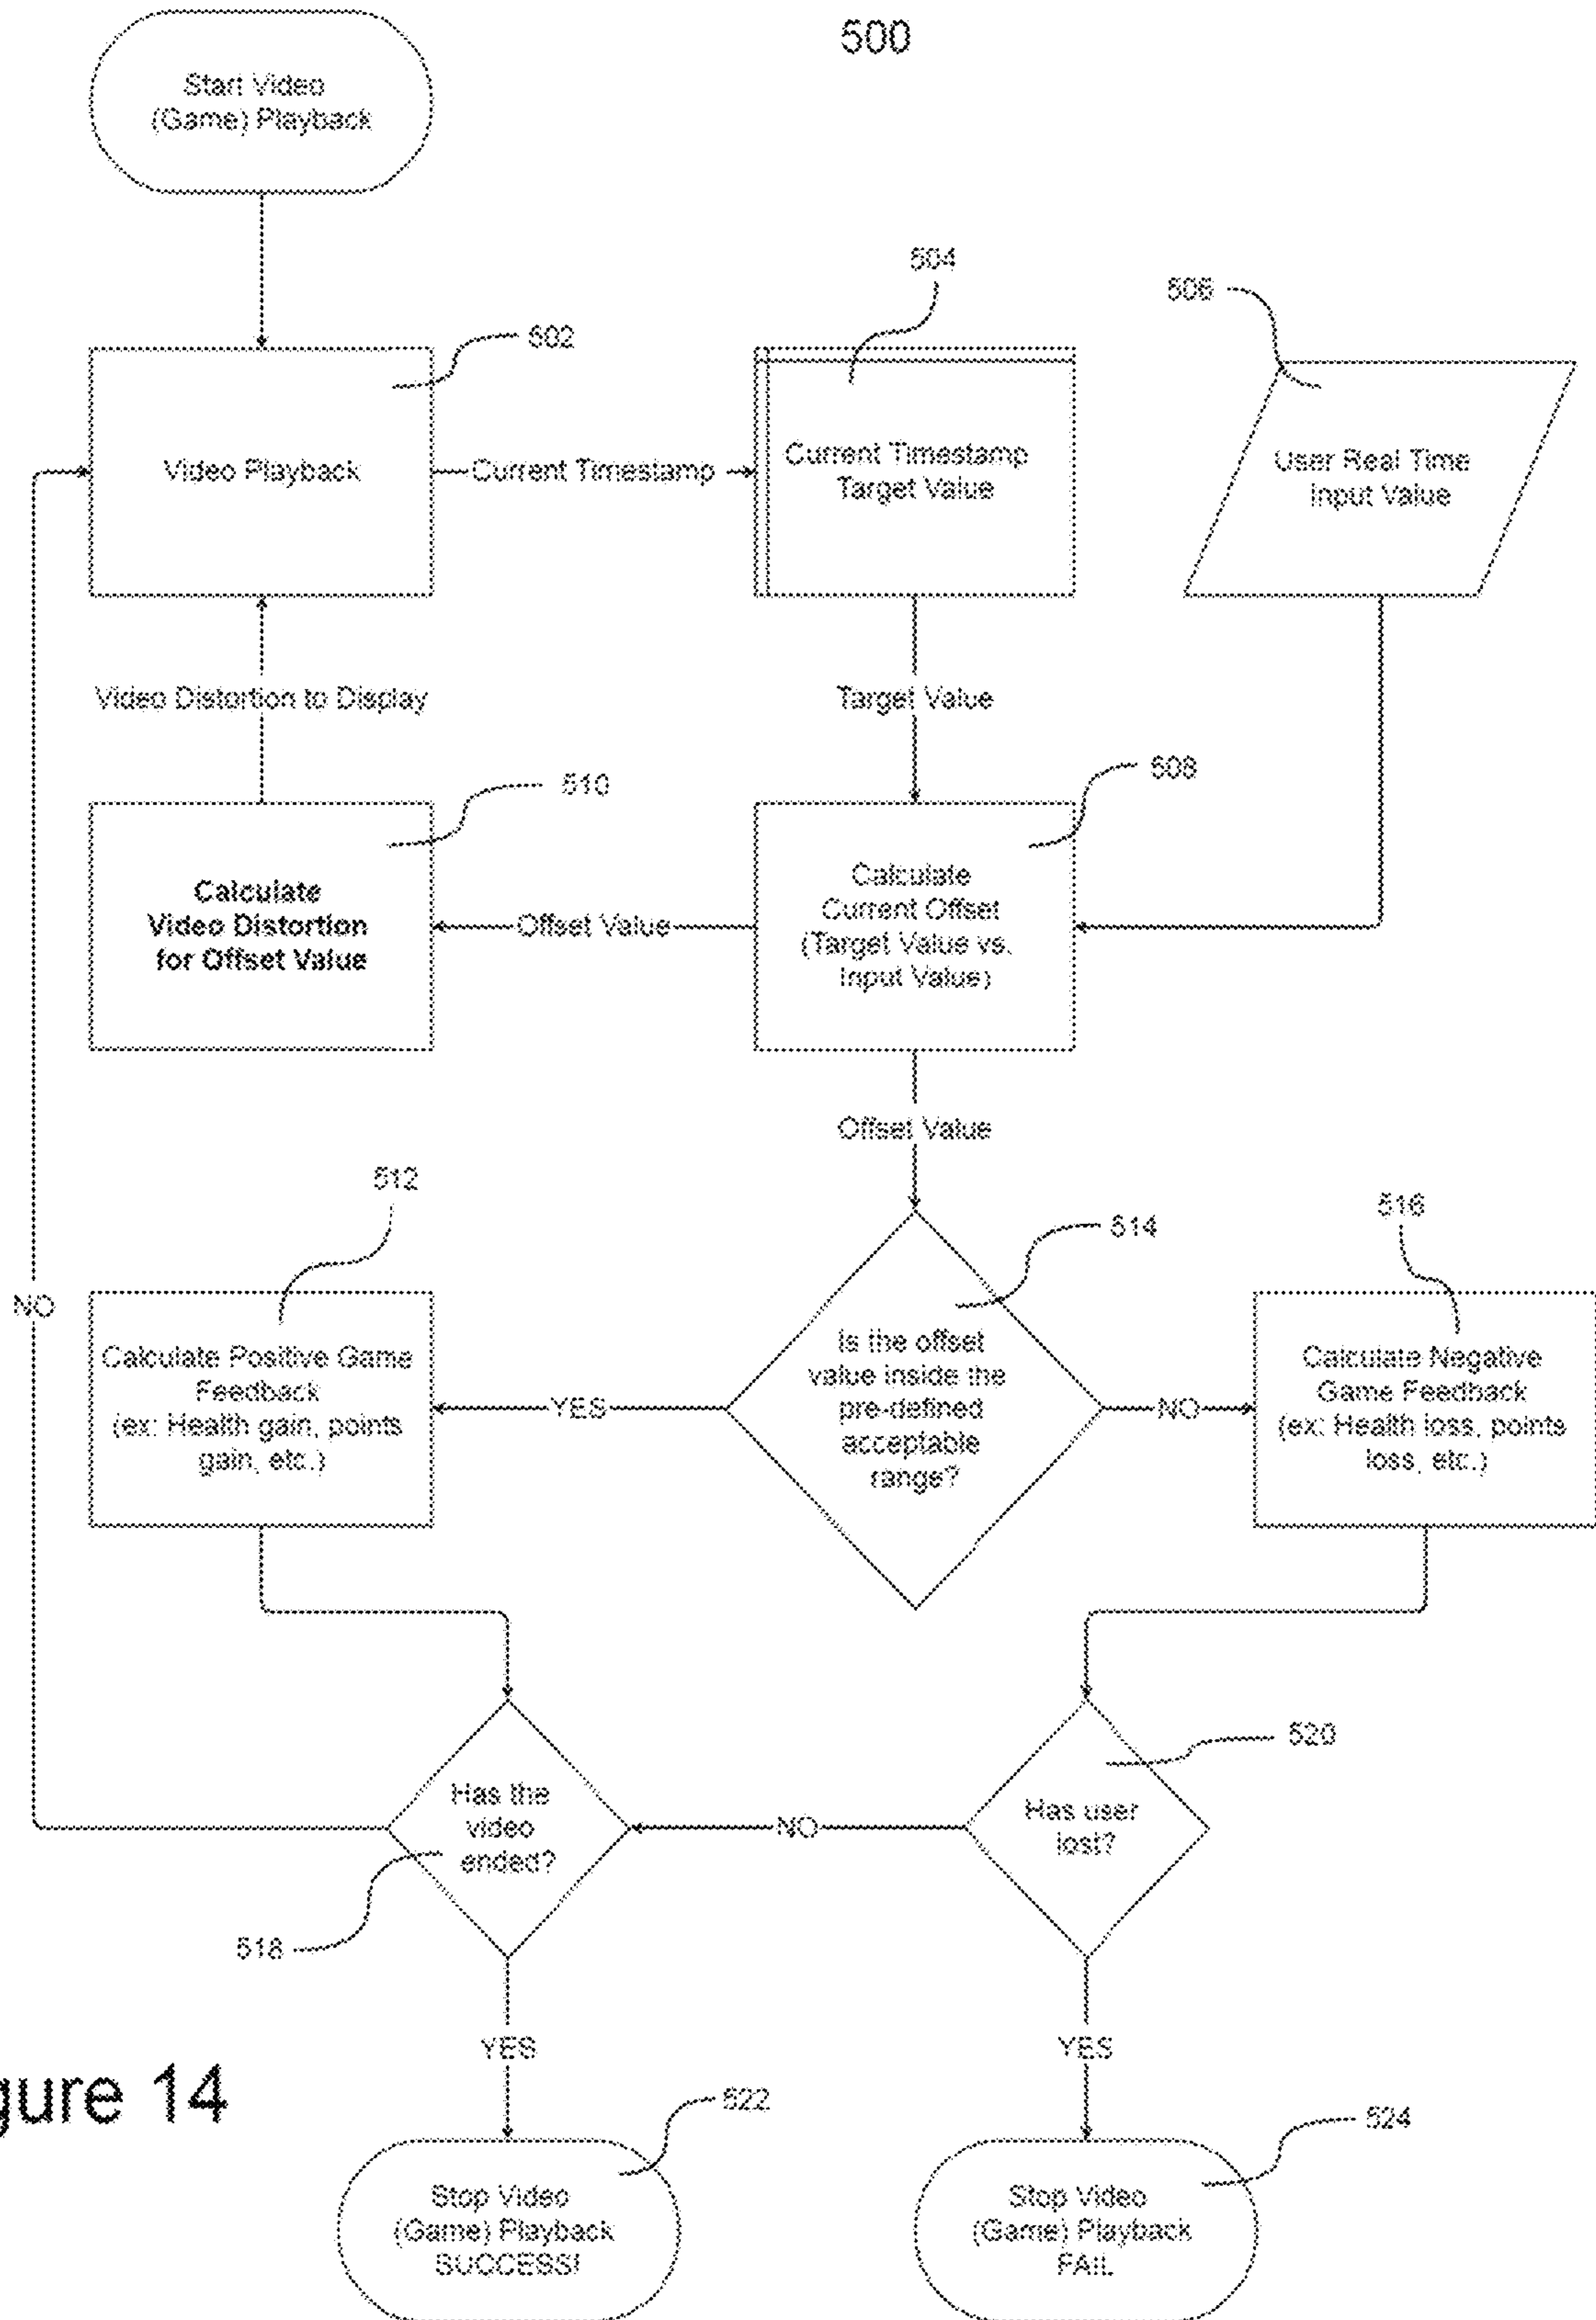 500
Start Video
(Game) Playback
504
506
502
Video Playback
Current Timestamp
Current Timestamp
Target Value
User Real Time
Input Value
Video Distortion to Display
Target Value
510
508
Calculate
Video Distortion
for Offset Value
Offset Value
Calculate
Current Offset
(Target Value vs.
Input Value)
Offset Value
512
514
516
NO
Calculate Positive Game
Feedback
(ex: Health gain, points
gain, etc.)
YES
Is the offset
value inside the
pre-defined
acceptable
range?
NO
Calculate Negative
Game Feedback
(ex: Health loss, points
loss, etc.)
520
Has the
video
ended?
NO
Has user
lost?
518
YES
YES
gure 14
522
524
Stop Video
(Game) Playback
SUCCESS!
Stop Video
(Game) Playback
FAIL